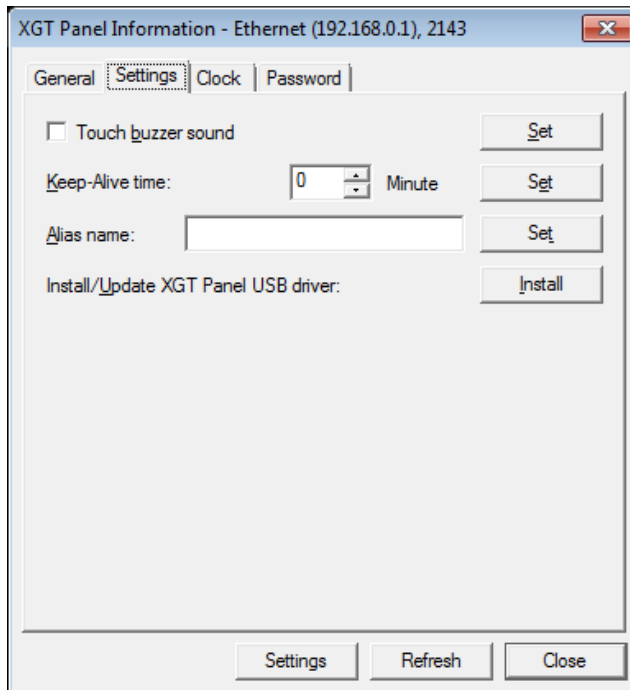 XGT Panel Information - Ethernet (192.168.0.1), 2143
General Settings Clock Password
Touch buzzer sound Set
Keep-Alive time: 0 Minute Set
Alias name: Set
Install/Update XGT Panel USB driver: Install
Settings Refresh Close